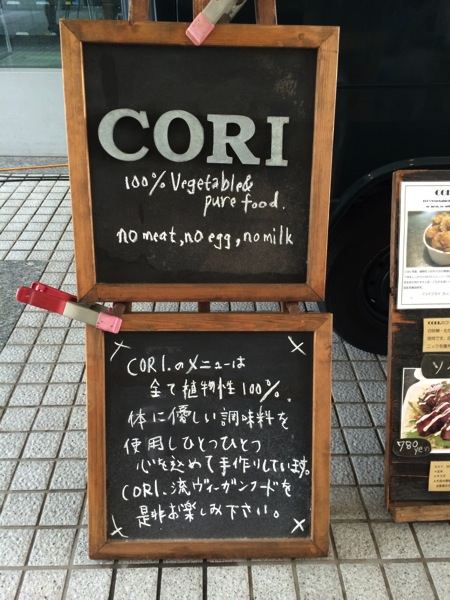 CORI
100% Vegetable&
pure food.
no meat, no egg, no milk
CORI.のメニューは
全て植物性100%.
体に優しい調味料を
使用しひとつひとつ
心を込めて手作りしています。
CORI.流ヴィーガンフードを
是非お楽しみ下さい。
780yen